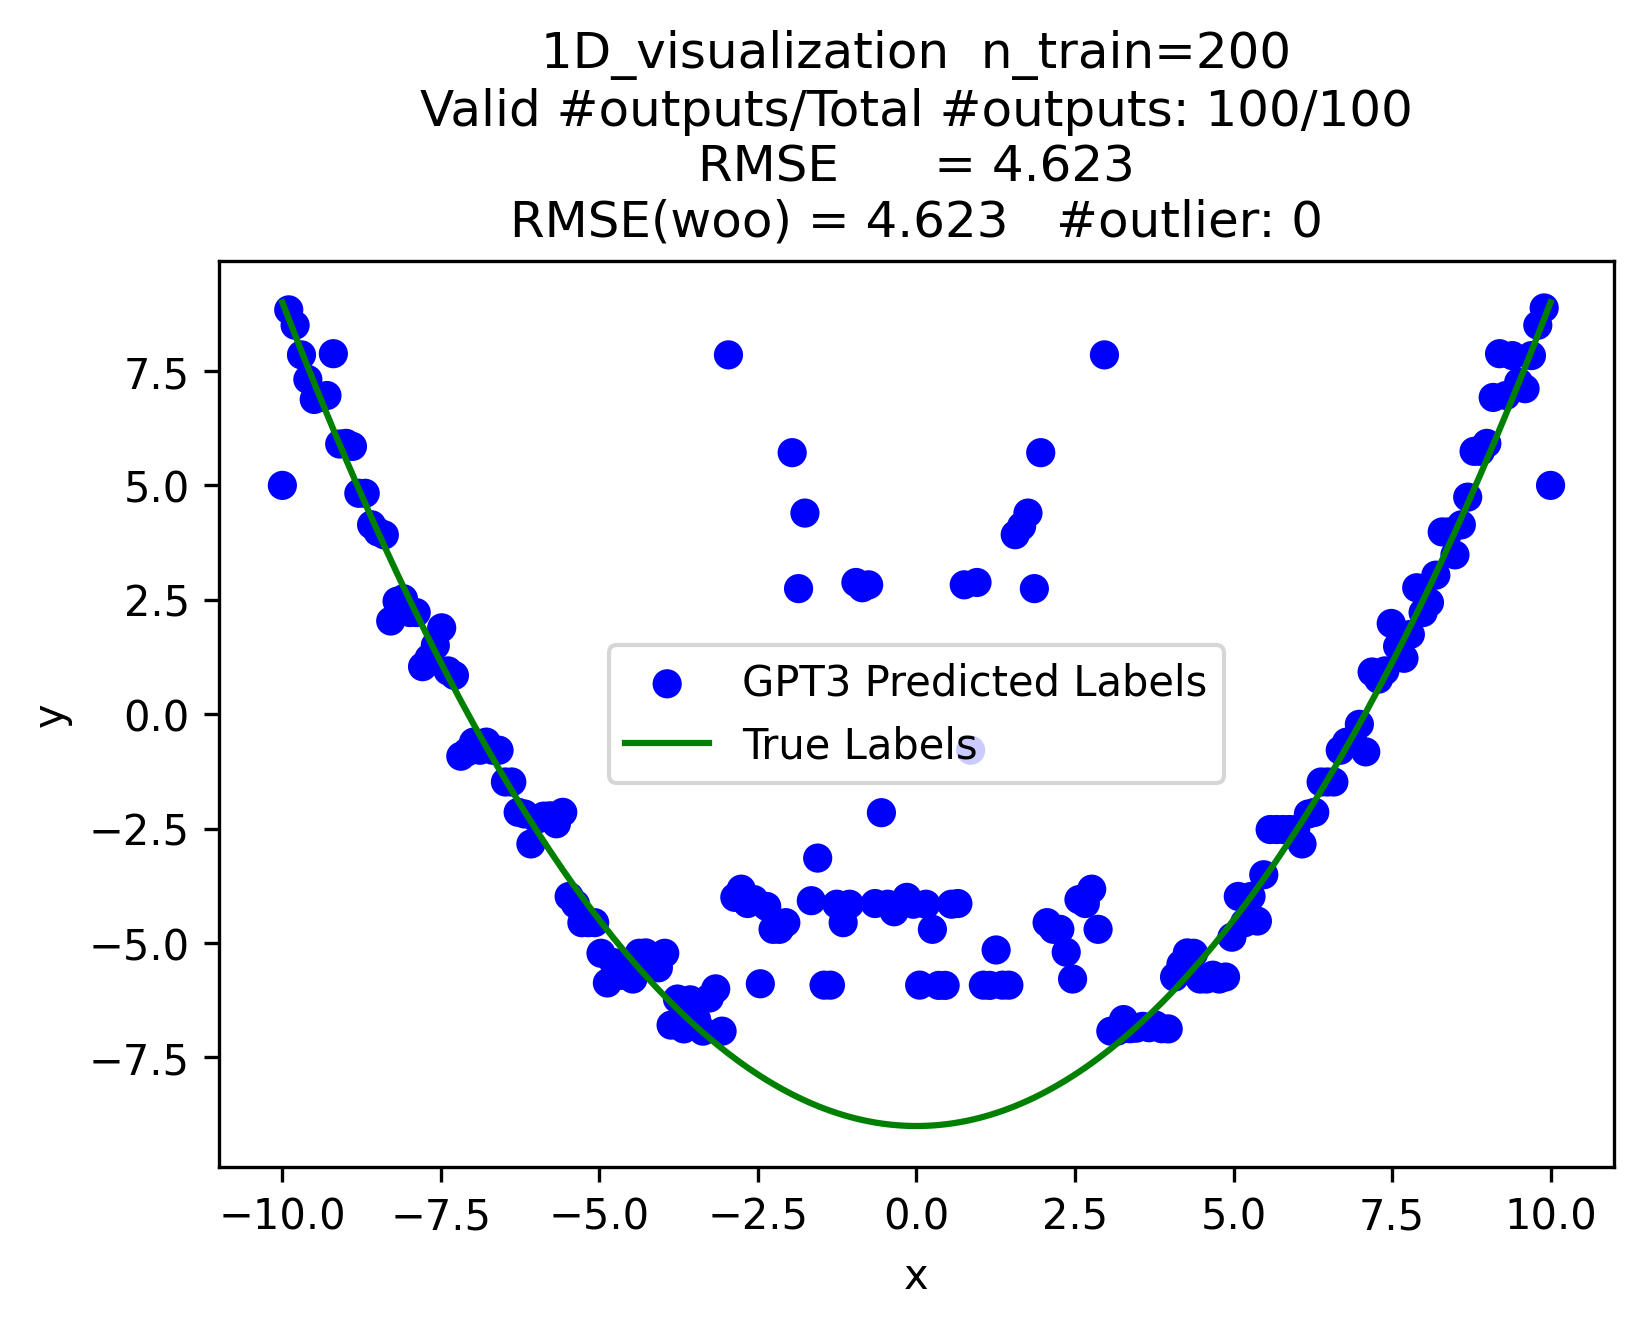 1D_visualization  n_train=200
Valid #outputs/Total #outputs: 100/100
RMSE      = 4.623
RMSE(woo) = 4.623   #outlier: 0
7.5
5.0
2.5
0.0
−2.5
−5.0
−7.5
y
GPT3 Predicted Labels
True Labels
−10.0 −7.5 −5.0 −2.5 0.0 2.5 5.0 7.5 10.0
x